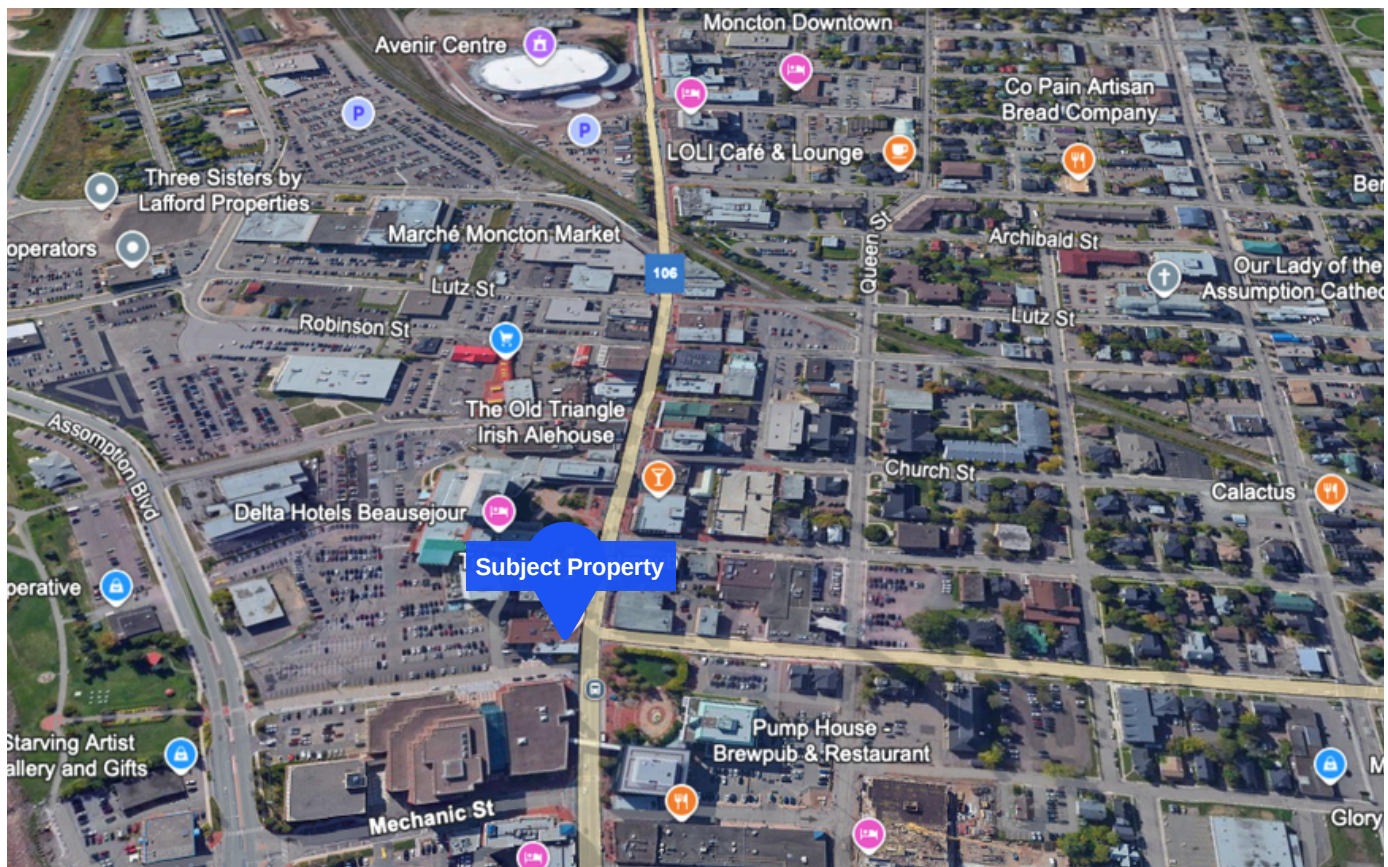 Moncton Downtown
Avenir Centre
P
P
Co Pain Artisan
Bread Company
LOLI Café & Lounge
Three Sisters by
Lafford Properties
Ber
Queen St
Marché Moncton Market
Archibald St
operators
106
Our Lady of the
Assumption Cathec
Lutz St
Lutz St
Robinson St
The Old Triangle
Irish Alehouse
Assomption Blvd
Church St
Calactus
Delta Hotels Beausejour
Subject Property
perative
Pump House -
Brewpub & Restaurant
Starving Artist
allery and Gifts
M
Mechanic St
Glory